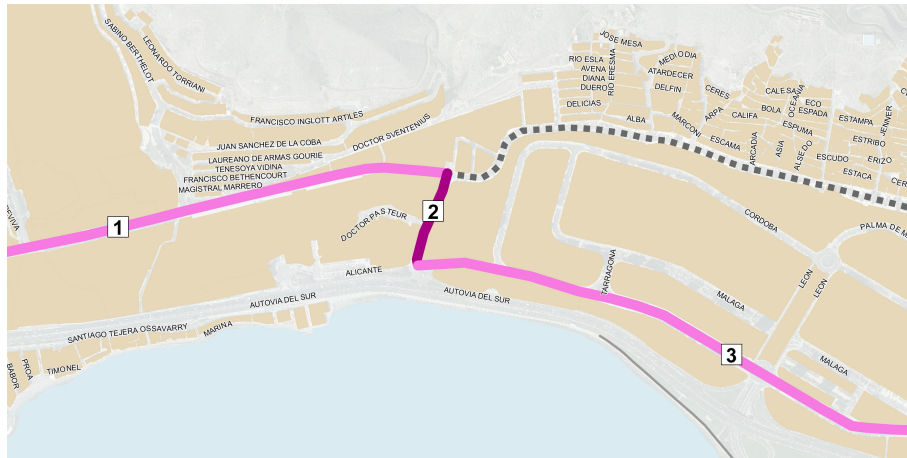 JOSE MESA
SABINO BERTHELOT
LEONARDO TORRIANI
RIO ESLA
RIO ERESMA
MEDIODIA
AVENA
ATARDECER
DIANA
DUERO
DELFIN
CERES
CALESA
OCEANIA
DELICIAS
ARPA
BOLA
ECO
ESPADA
CALIFA
ESTAMPA
JENNER
FRANCISCO INGLOTT ARTILES
ALBA
MARCONI
ESPUMA
ESCAMA
ARCADIA
ASIA
ALSEDO
ESTRIBO
DOCTOR SVENTENIUS
JUAN SANCHEZ DE LA COBA
LAUREANO DE ARMAS GOURIE
TENESOYA VIDINA
FRANCISCO BETHENCOURT
MAGISTRAL MARRERO
ESCUDO
ERIZO
ESTACA
CER
1
2
DOCTOR PASTEUR
CORDOBA
PALMA DE M
ALICANTE
TARRAGONA
LEON
LEON
AUTOVIA DEL SUR
AUTOVIA DEL SUR
MALAGA
SANTIAGO TEJERA OSSAVARRY
MARINA
3
MALAGA
PROA
BABOR
TIMONEL